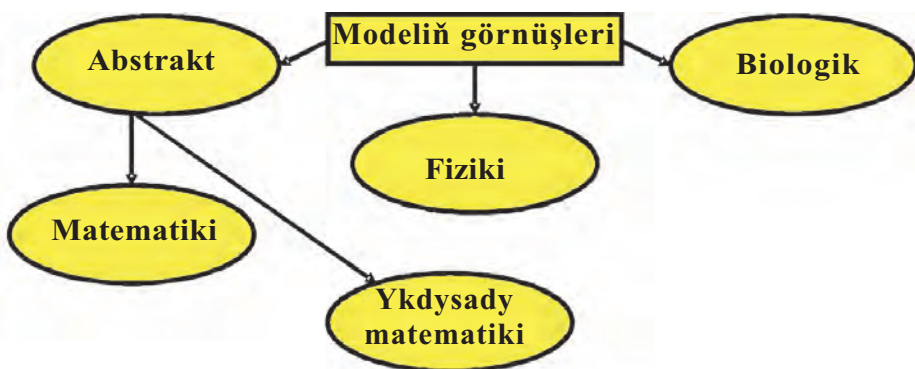 Modeliň görnüşleri
Abstrakt
Biologik
Fiziki
Matematiki
Ykdysady
matematiki